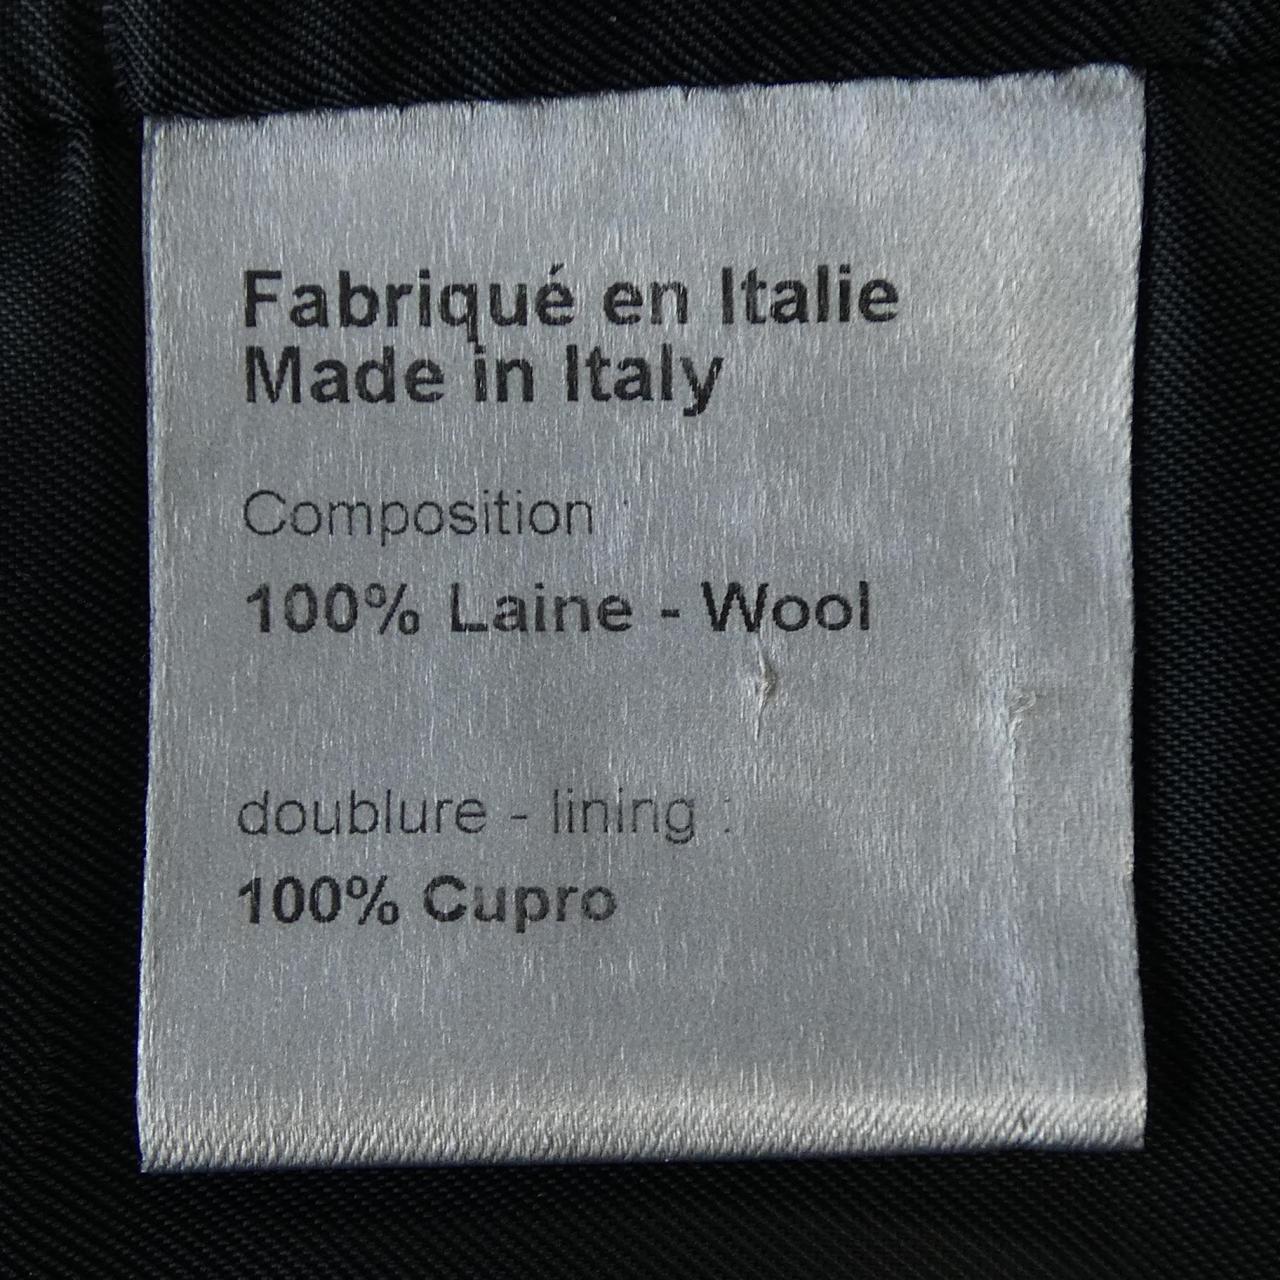 Fabriqué en Italie
Made in Italy
Composition :
100% Laine - Wool
doublure - lining :
100% Cupro